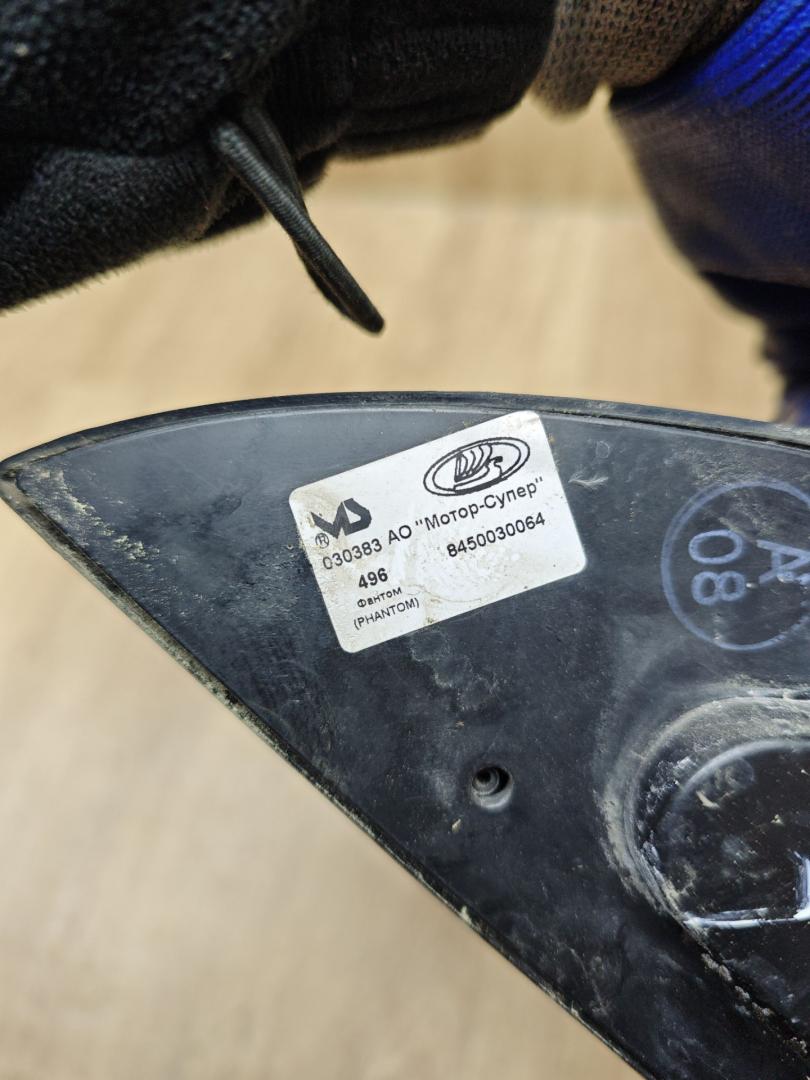 ® 030383 АО "Мотор-Супер"
496 8450030064
Фантом
(PHANTOM)
А
08